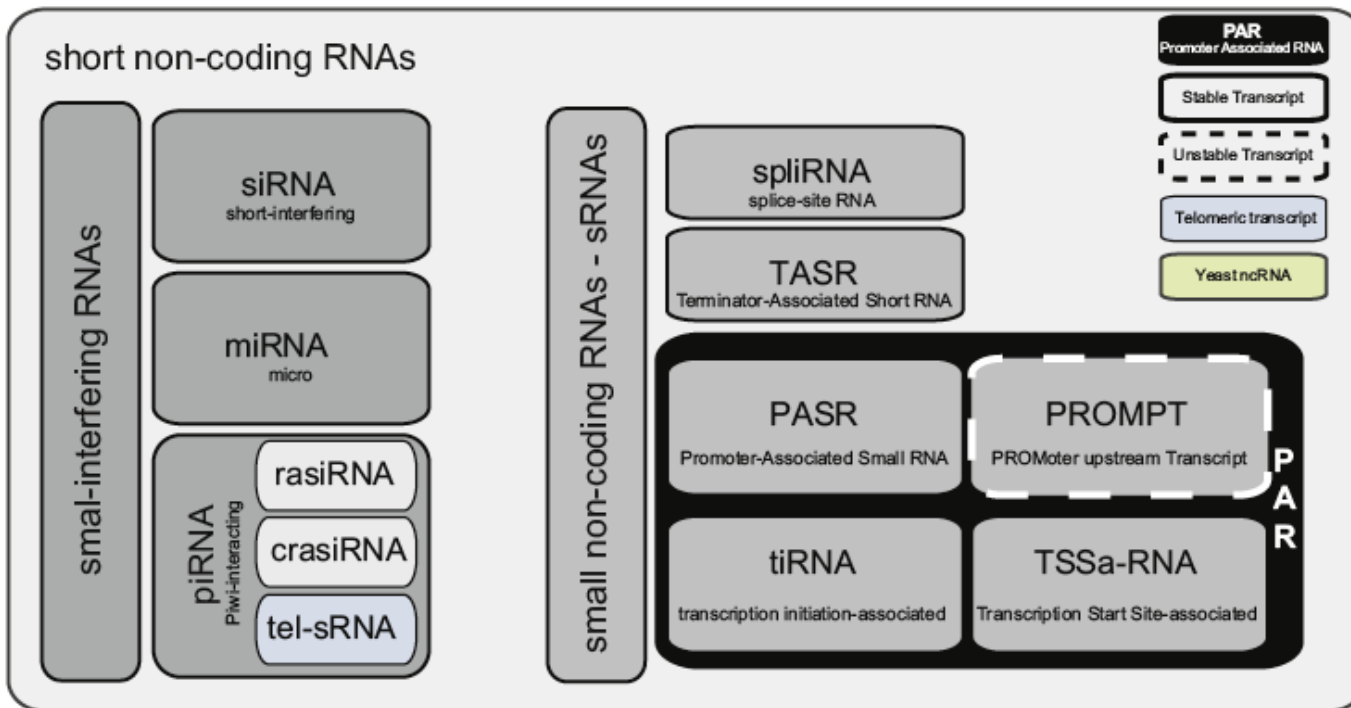 short non-coding RNAs
smal-interfering RNAs
siRNA
short-interfering
miRNA
micro
piRNA
Piwi-interacting
rasiRNA
crasiRNA
tel-sRNA
small non-coding RNAs - sRNAs
spliRNA
splice-site RNA
TASR
Terminator-Associated Short RNA
PASR
Promoter-Associated Small RNA
PROMPT
PROMoter upstream Transcript
tiRNA
transcription initiation-associated
TSSa-RNA
Transcription Start Site-associated
PAR
PAR
Promoter Associated RNA
Stable Transcript
Unstable Transcript
Telomeric transcript
Yeast ncRNA